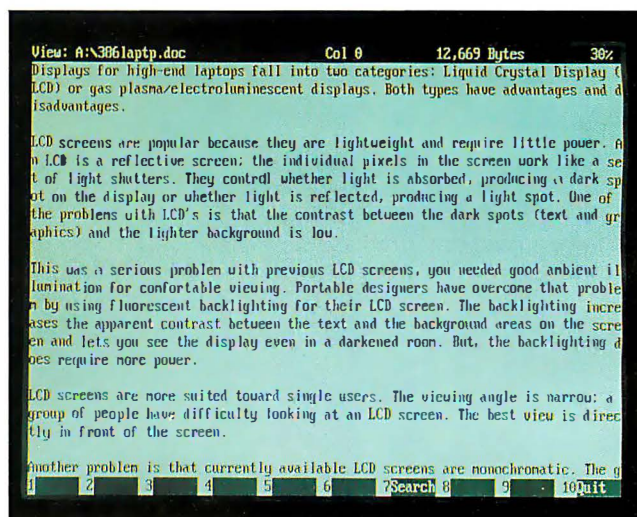 View: A:\386laptp.doc Col 0 12,669 Bytes 30%
Displays for high-end laptops fall into two categories: Liquid Crystal Display (
LCD) or gas plasma/electroluminescent displays. Both types have advantages and d
isadvantages.
LCD screens are popular because they are lightweight and require little power. A
n LCD is a reflective screen; the individual pixels in the screen work like a se
t of light shutters. They control whether light is absorbed, producing a dark sp
ot on the display or whether light is reflected, producing a light spot. One of
the problems with LCD's is that the contrast between the dark spots (text and gr
aphics) and the lighter background is low.
This was a serious problem with previous LCD screens, you needed good ambient il
lumination for comfortable viewing. Portable designers have overcome that proble
m by using fluorescent backlighting for their LCD screen. The backlighting incre
ases the apparent contrast between the text and the background areas on the scre
en and lets you see the display even in a darkened room. But, the backlighting d
oes require more power.
LCD screens are more suited toward single users. The viewing angle is narrow: a
group of people have difficulty looking at an LCD screen. The best view is direc
tly in front of the screen.
Another problem is that currently available LCD screens are monochromatic. The g
1 2 3 4 5 6 7Search 8 9 10Quit